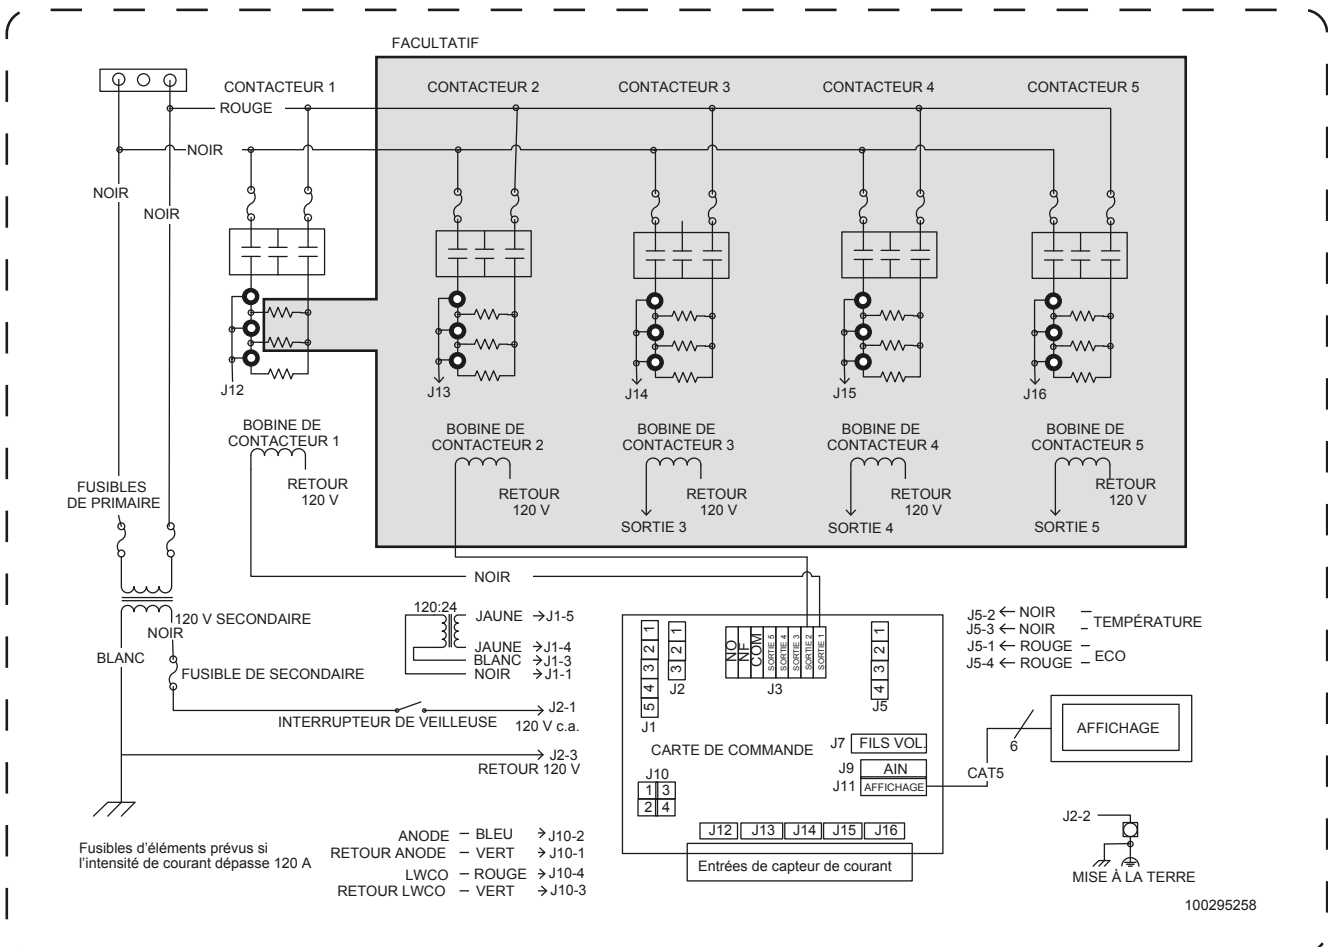 FACULTATIF
CONTACTEUR 1
CONTACTEUR 2
CONTACTEUR 3
CONTACTEUR 4
CONTACTEUR 5
ROUGE
NOIR
NOIR
NOIR
J12
J13
J14
J15
J16
BOBINE DE
CONTACTEUR 1
BOBINE DE
CONTACTEUR 2
BOBINE DE
CONTACTEUR 3
BOBINE DE
CONTACTEUR 4
BOBINE DE
CONTACTEUR 5
RETOUR
120 V
RETOUR
120 V
RETOUR
120 V
RETOUR
120 V
RETOUR
120 V
SORTIE 3
SORTIE 4
SORTIE 5
FUSIBLES
DE PRIMAIRE
NOIR
120 V SECONDAIRE
NOIR
BLANC
FUSIBLE DE SECONDAIRE
120:24
JAUNE J1-5
JAUNE J1-4
BLANC J1-3
NOIR J1-1
INTERRUPTEUR DE VEILLEUSE
J2-1
120 V c.a.
J2-3
RETOUR 120 V
1
2
3
4
5
J1
1
2
3
J2
NO
NF
COM
SORTIE 5
SORTIE 4
SORTIE 3
SORTIE 2
SORTIE 1
J3
1
2
3
4
J5
CARTE DE COMMANDE
J7 FILS VOL.
J9 AIN
J11 AFFICHAGE
J10
1 3
2 4
J12 J13 J14 J15 J16
Entrées de capteur de courant
J5-2 NOIR
J5-3 NOIR
TEMPÉRATURE
J5-1 ROUGE
J5-4 ROUGE
ECO
AFFICHAGE
6
CAT5
J2-2
MISE À LA TERRE
Fusibles d'éléments prévus si
l'intensité de courant dépasse 120 A
ANODE – BLEU J10-2
RETOUR ANODE – VERT J10-1
LWCO – ROUGE J10-4
RETOUR LWCO – VERT J10-3
100295258